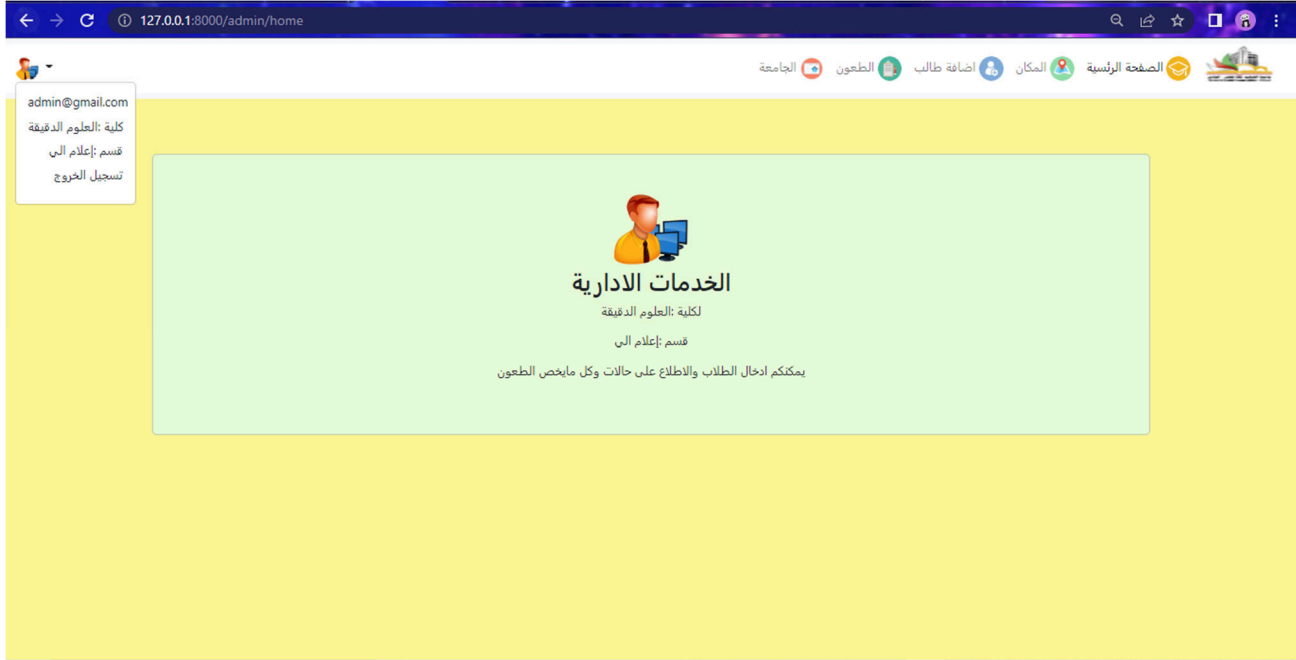 127.0.0.1:8000/admin/home
الصفحة الرئسية المكان اضافة طالب الطعون الجامعة
admin@gmail.com
كلية :العلوم الدقيقة
قسم :إعلام الي
تسجيل الخروج
الخدمات الادارية
لكلية :العلوم الدقيقة
قسم :إعلام الي
يمكنكم ادخال الطلاب والاطلاع على حالات وكل مايخص الطعون